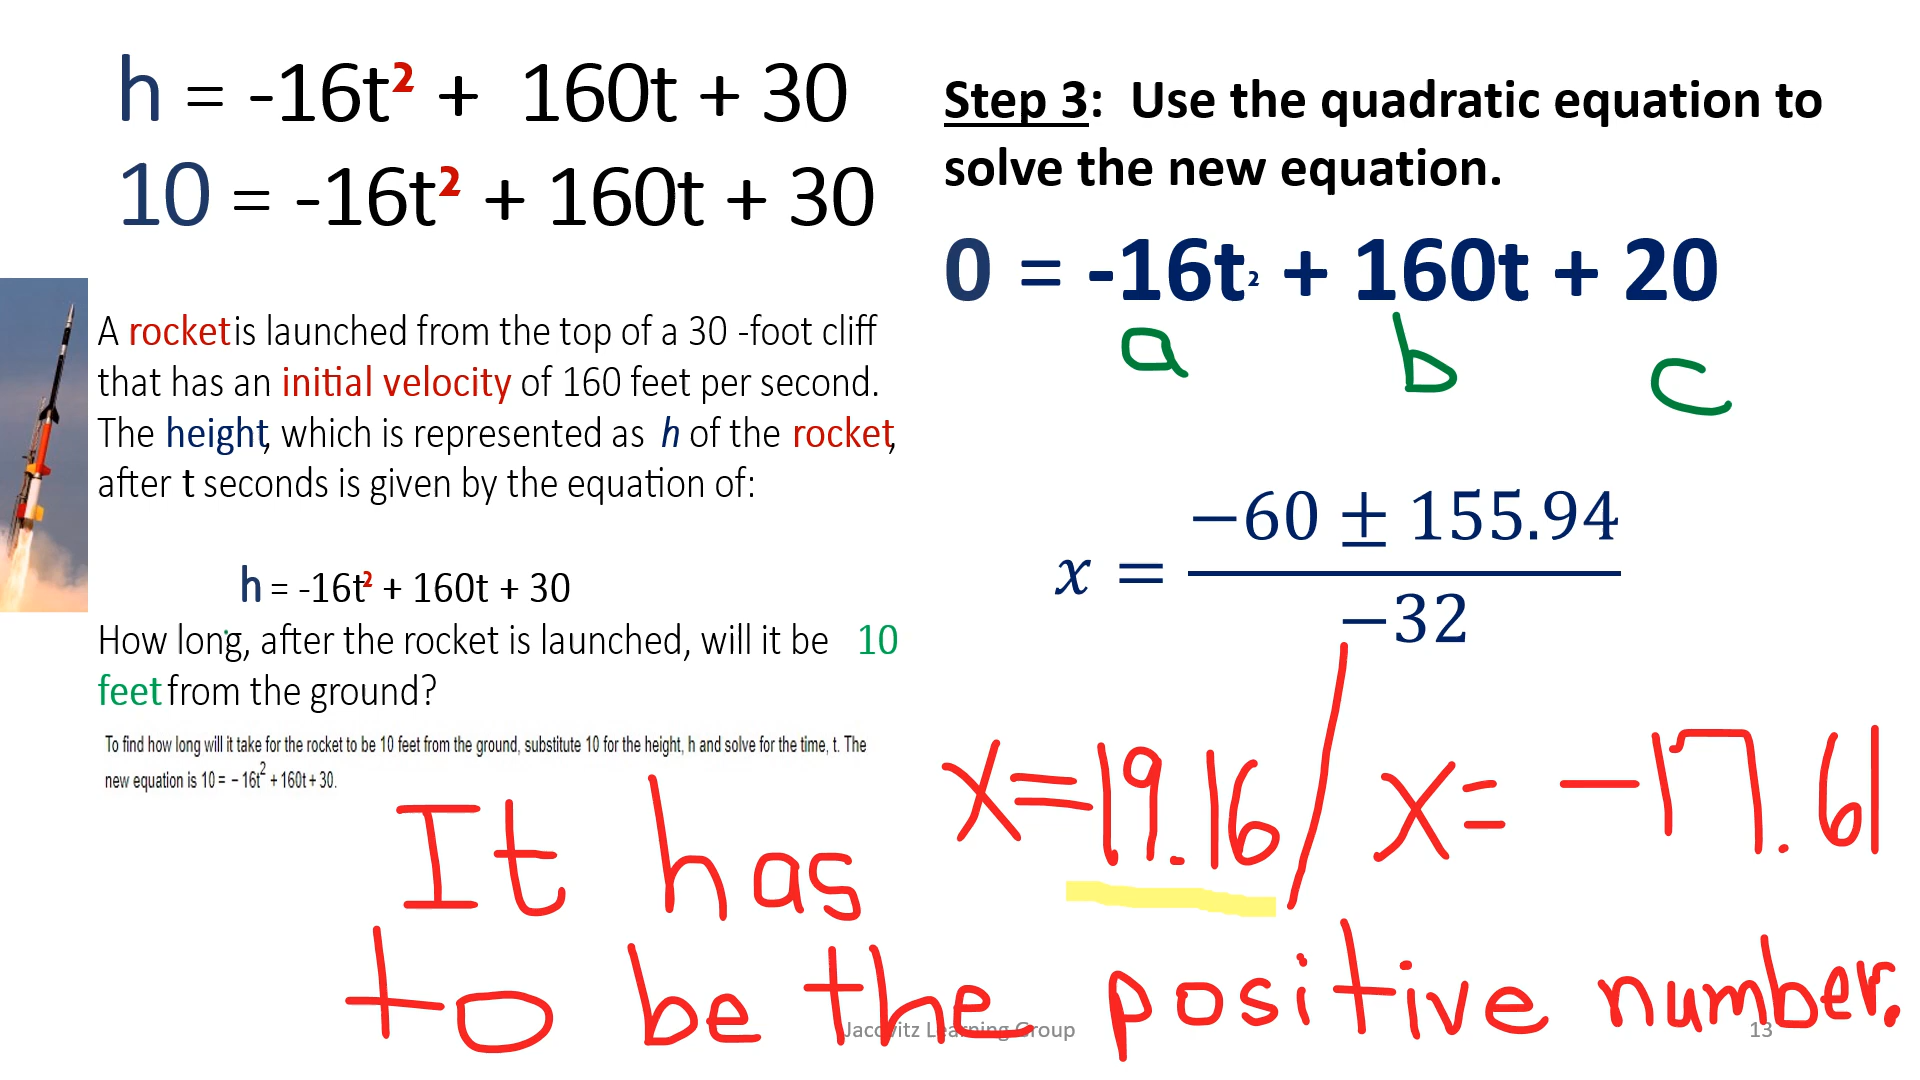 h = -16t² + 160t + 30
10 = -16t² + 160t + 30
A rocket is launched from the top of a 30 -foot cliff
that has an initial velocity of 160 feet per second.
The height, which is represented as h of the rocket,
after t seconds is given by the equation of:
h = -16t² + 160t + 30
How long, after the rocket is launched, will it be 10
feet from the ground?
To find how long will it take for the rocket to be 10 feet from the ground, substitute 10 for the height, h and solve for the time, t. The
new equation is 10 = − 16t² + 160t + 30.
Step 3: Use the quadratic equation to
solve the new equation.
0 = -16t² + 160t + 20
a b c
x = −60 ± 155.94
−32
x=19.16 / x= -17.61
It has
to be the positive number.
Jacovitz Learning Group
13